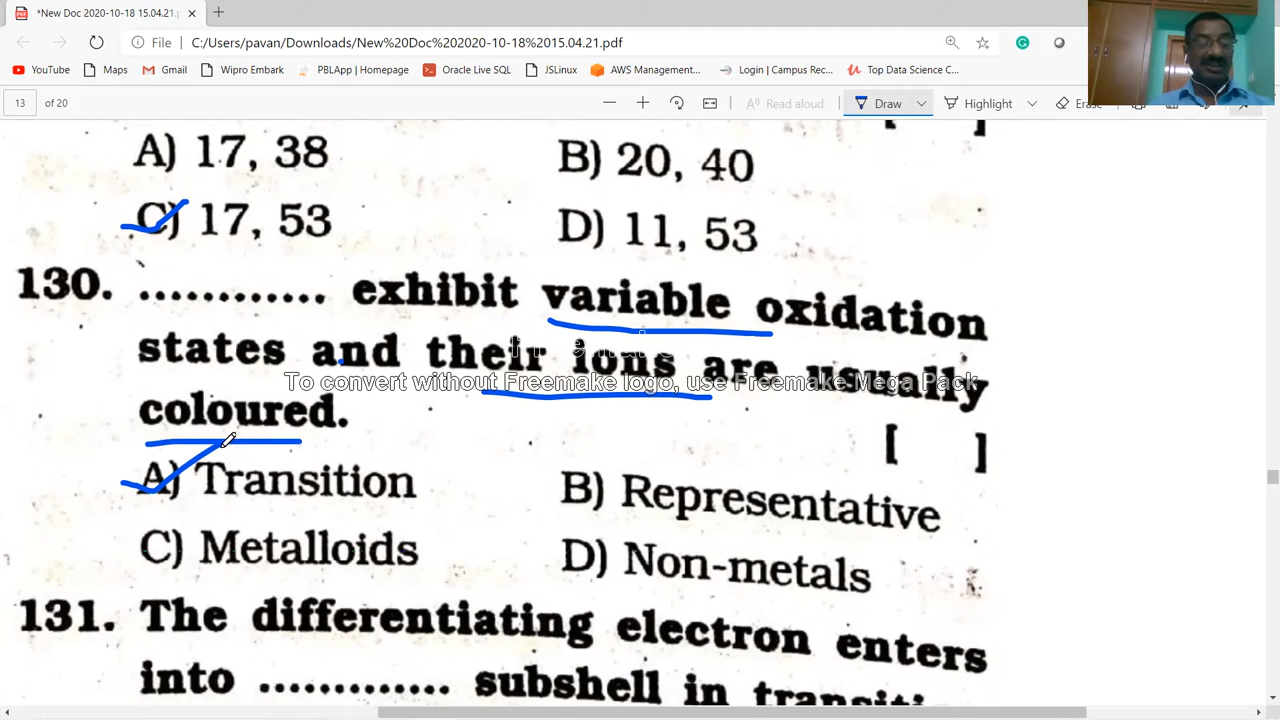 *New Doc 2020-10-18 15.04.21.p
File C:/Users/pavan/Downloads/New%20Doc%202020-10-18%2015.04.21.pdf
YouTube Maps Gmail Wipro Embark PBLApp | Homepage Oracle Live SQL JSLinux AWS Management... Login | Campus Rec... Top Data Science C...
13 of 20 Read aloud Draw Highlight Erase
[ ]
A) 17, 38 B) 20, 40
C) 17, 53 D) 11, 53
130. ............ exhibit variable oxidation
states and their ions are usually
To convert without Freemake logo, use Freemake Mega Pack
coloured.
[ ]
A) Transition B) Representative
C) Metalloids D) Non-metals
131. The differentiating electron enters
into ............. subshell in transiti